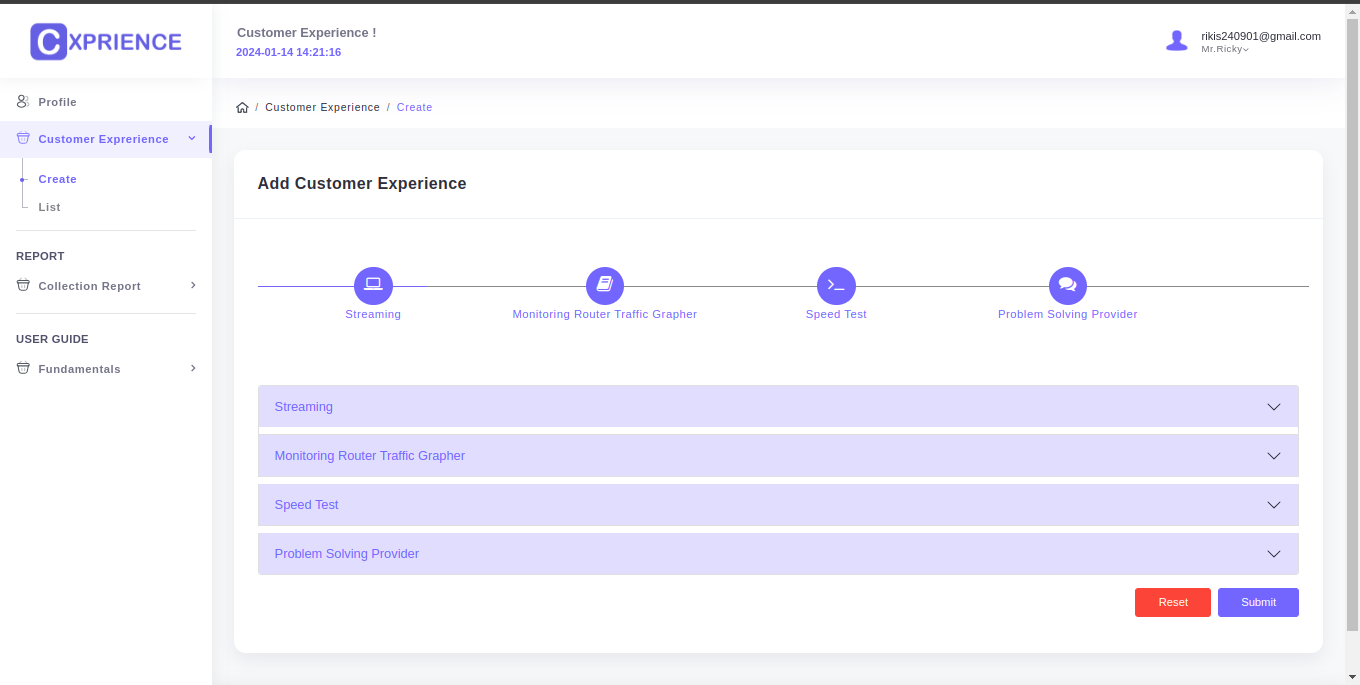 CXPRIENCE
Customer Experience !
2024-01-14 14:21:16
rikis240901@gmail.com
Mr.Ricky
Profile
Customer Exprerience
Create
List
REPORT
Collection Report
USER GUIDE
Fundamentals
/ Customer Experience / Create
Add Customer Experience
Streaming
Monitoring Router Traffic Grapher
Speed Test
Problem Solving Provider
Streaming
Monitoring Router Traffic Grapher
Speed Test
Problem Solving Provider
Reset
Submit